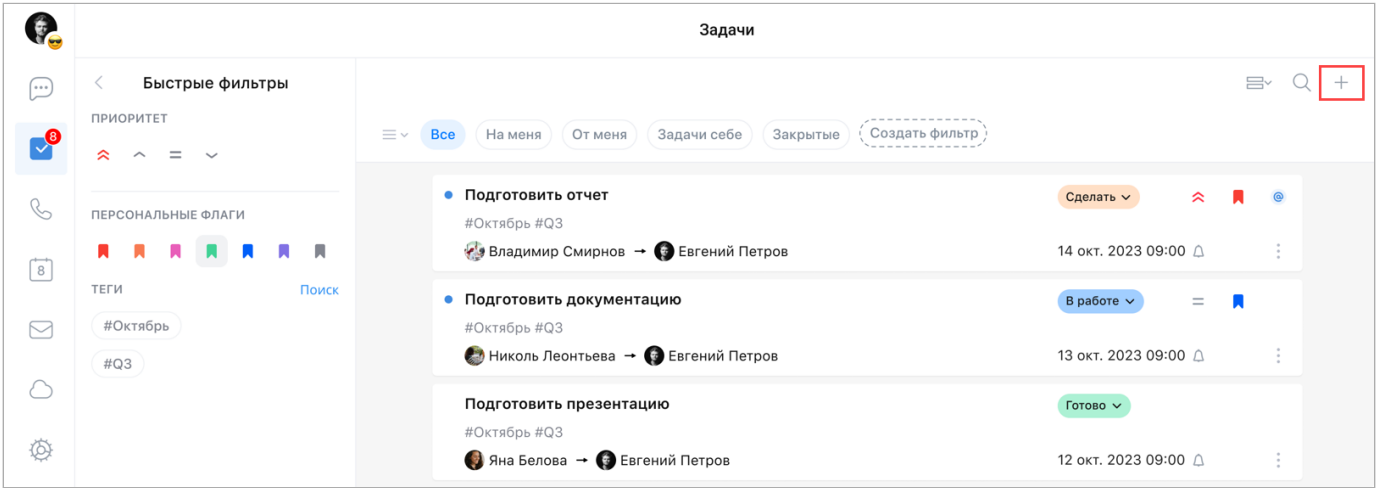 Задачи
Быстрые фильтры
ПРИОРИТЕТ
8
Все На меня От меня Задачи себе Закрытые Создать фильтр
Подготовить отчет Сделать
#Октябрь #Q3
Владимир Смирнов → Евгений Петров 14 окт. 2023 09:00
ПЕРСОНАЛЬНЫЕ ФЛАГИ
8
ТЕГИ Поиск
#Октябрь
#Q3
Подготовить документацию В работе
#Октябрь #Q3
Николь Леонтьева → Евгений Петров 13 окт. 2023 09:00
Подготовить презентацию Готово
#Октябрь #Q3
Яна Белова → Евгений Петров 12 окт. 2023 09:00